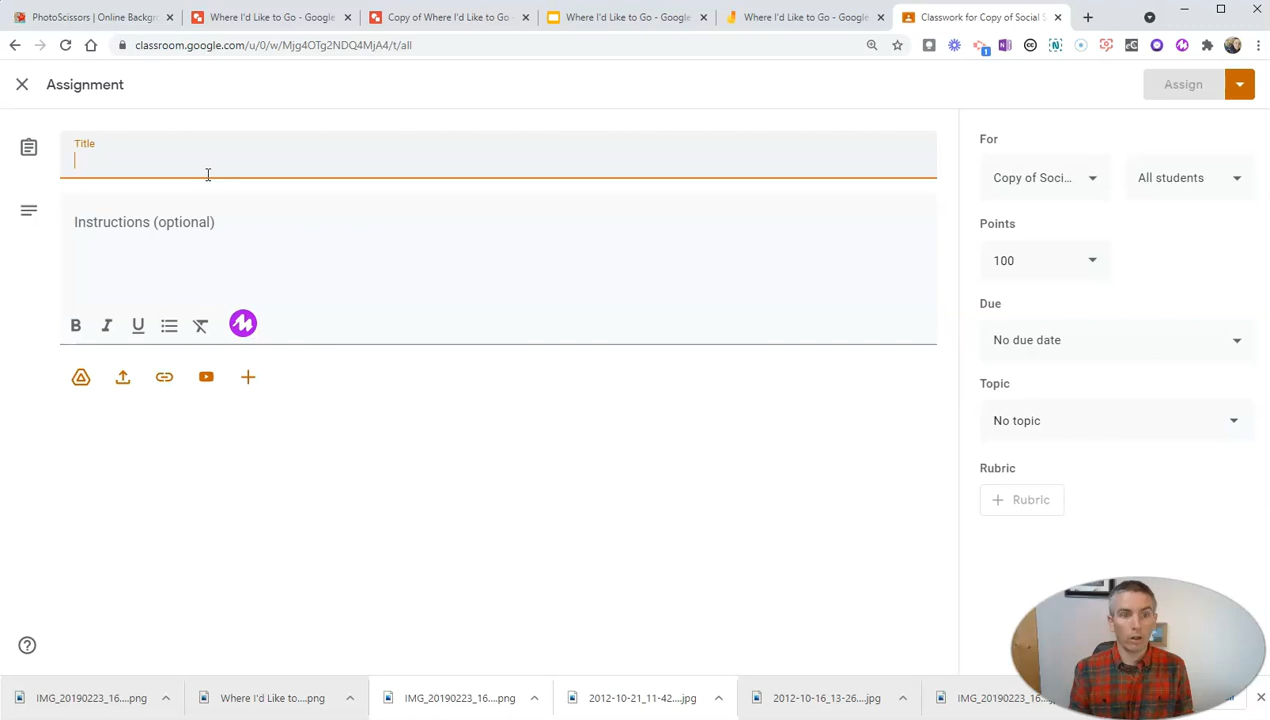 PhotoScissors | Online Backgr
Where I'd Like to Go - Google
Copy of Where I'd Like to Go -
Where I'd Like to Go - Google
Where I'd Like to Go - Google
Classwork for Copy of Social S
classroom.google.com/u/0/w/Mjg4OTg2NDQ4MjA4/t/all
1
Assignment
Assign
Title
Instructions (optional)
B I U
For
Copy of Soci...
All students
Points
100
Due
No due date
Topic
No topic
Rubric
+ Rubric
IMG_20190223_16....png
Where I'd Like to....png
IMG_20190223_16....png
2012-10-21_11-42....jpg
2012-10-16_13-26....jpg